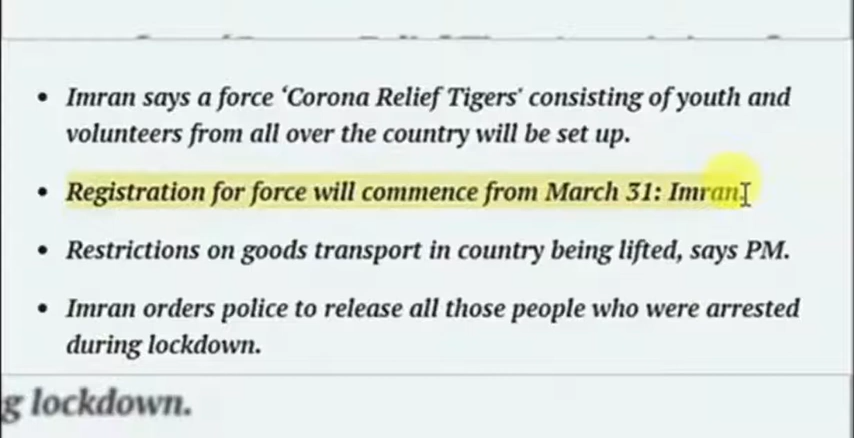 • Imran says a force ‘Corona Relief Tigers’ consisting of youth and
volunteers from all over the country will be set up.
• Registration for force will commence from March 31: Imran.
• Restrictions on goods transport in country being lifted, says PM.
• Imran orders police to release all those people who were arrested
during lockdown.
g lockdown.